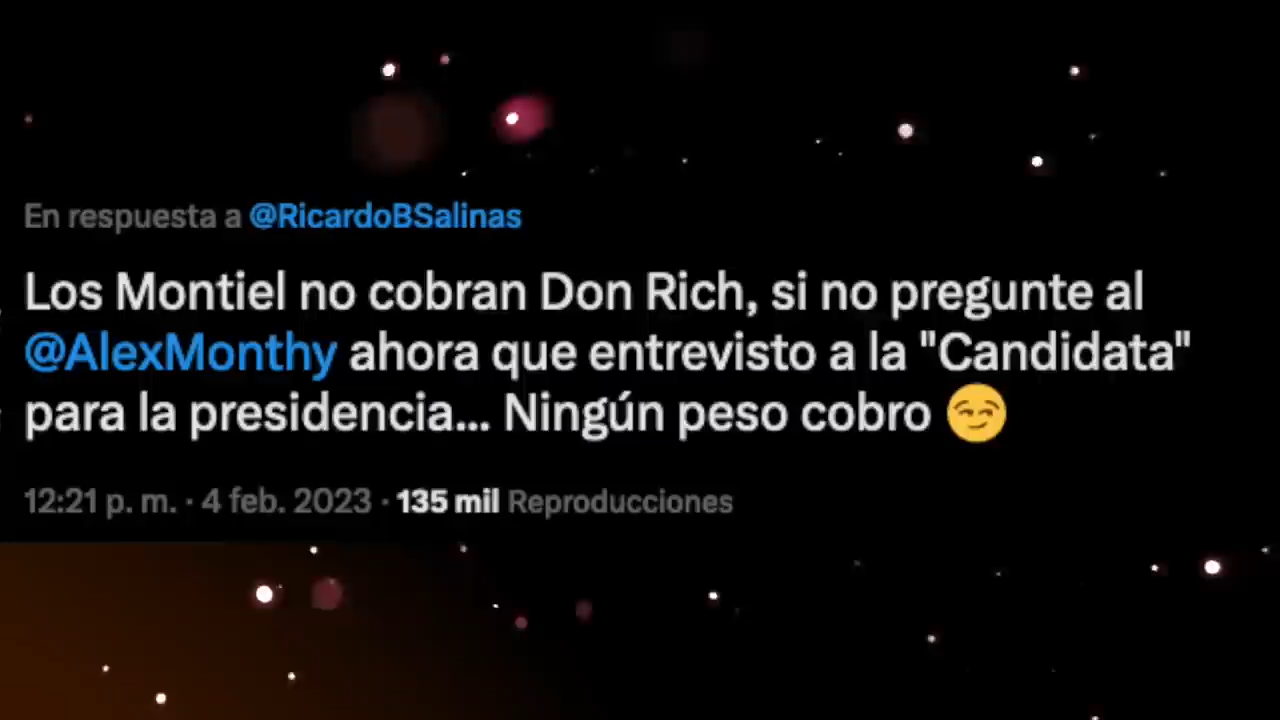 En respuesta a @RicardoBSalinas
Los Montiel no cobran Don Rich, si no pregunte al
@AlexMonthy ahora que entrevisto a la "Candidata"
para la presidencia... Ningún peso cobro 😏
12:21 p. m. · 4 feb. 2023 · 135 mil Reproducciones